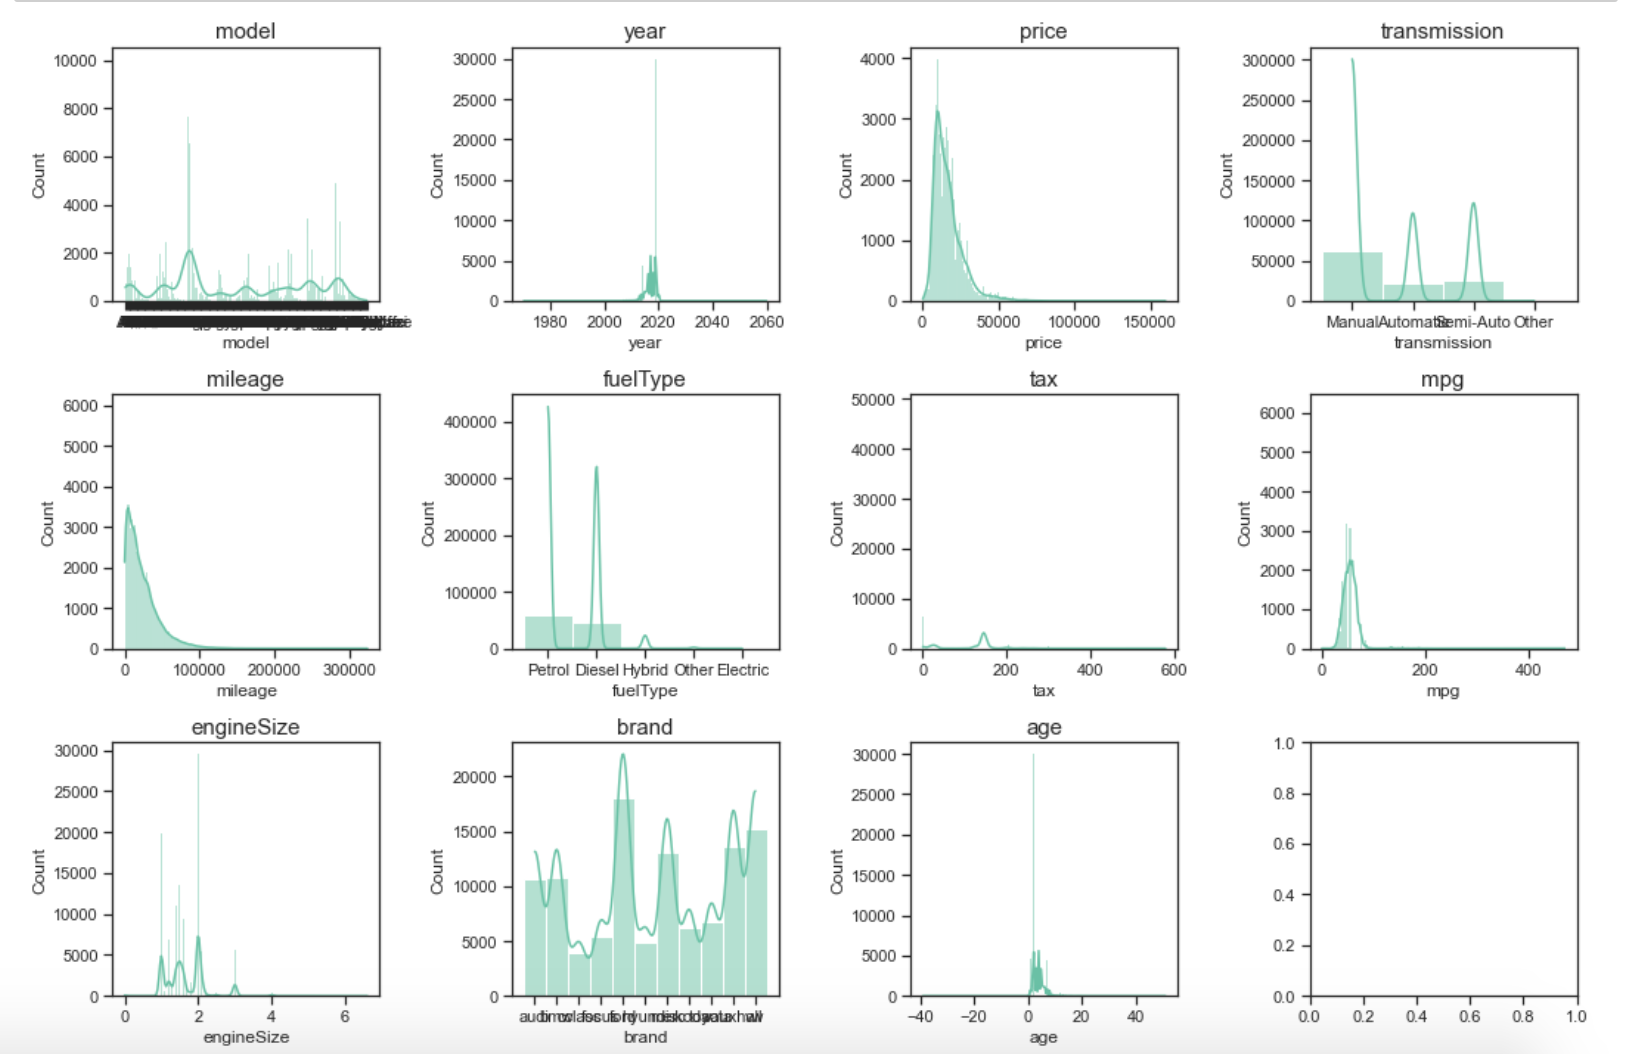 model
year
price
transmission
10000
8000
6000
4000
2000
0
Count
model
30000
25000
20000
15000
10000
5000
0
Count
1980 2000 2020 2040 2060
year
4000
3000
2000
1000
0
Count
0 50000 100000 150000
price
300000
250000
200000
150000
100000
50000
0
Count
Manual Automatic Semi-Auto Other
transmission
mileage
fuelType
tax
mpg
6000
5000
4000
3000
2000
1000
0
Count
0 100000 200000 300000
mileage
400000
300000
200000
100000
0
Count
Petrol Diesel Hybrid Other Electric
fuelType
50000
40000
30000
20000
10000
0
Count
0 200 400 600
tax
6000
5000
4000
3000
2000
1000
0
Count
0 200 400
mpg
engineSize
brand
age
30000
25000
20000
15000
10000
5000
0
Count
0 2 4 6
engineSize
20000
15000
10000
5000
0
Count
brand
30000
25000
20000
15000
10000
5000
0
Count
−40 −20 0 20 40
age
1.0
0.8
0.6
0.4
0.2
0.0
0.0 0.2 0.4 0.6 0.8 1.0